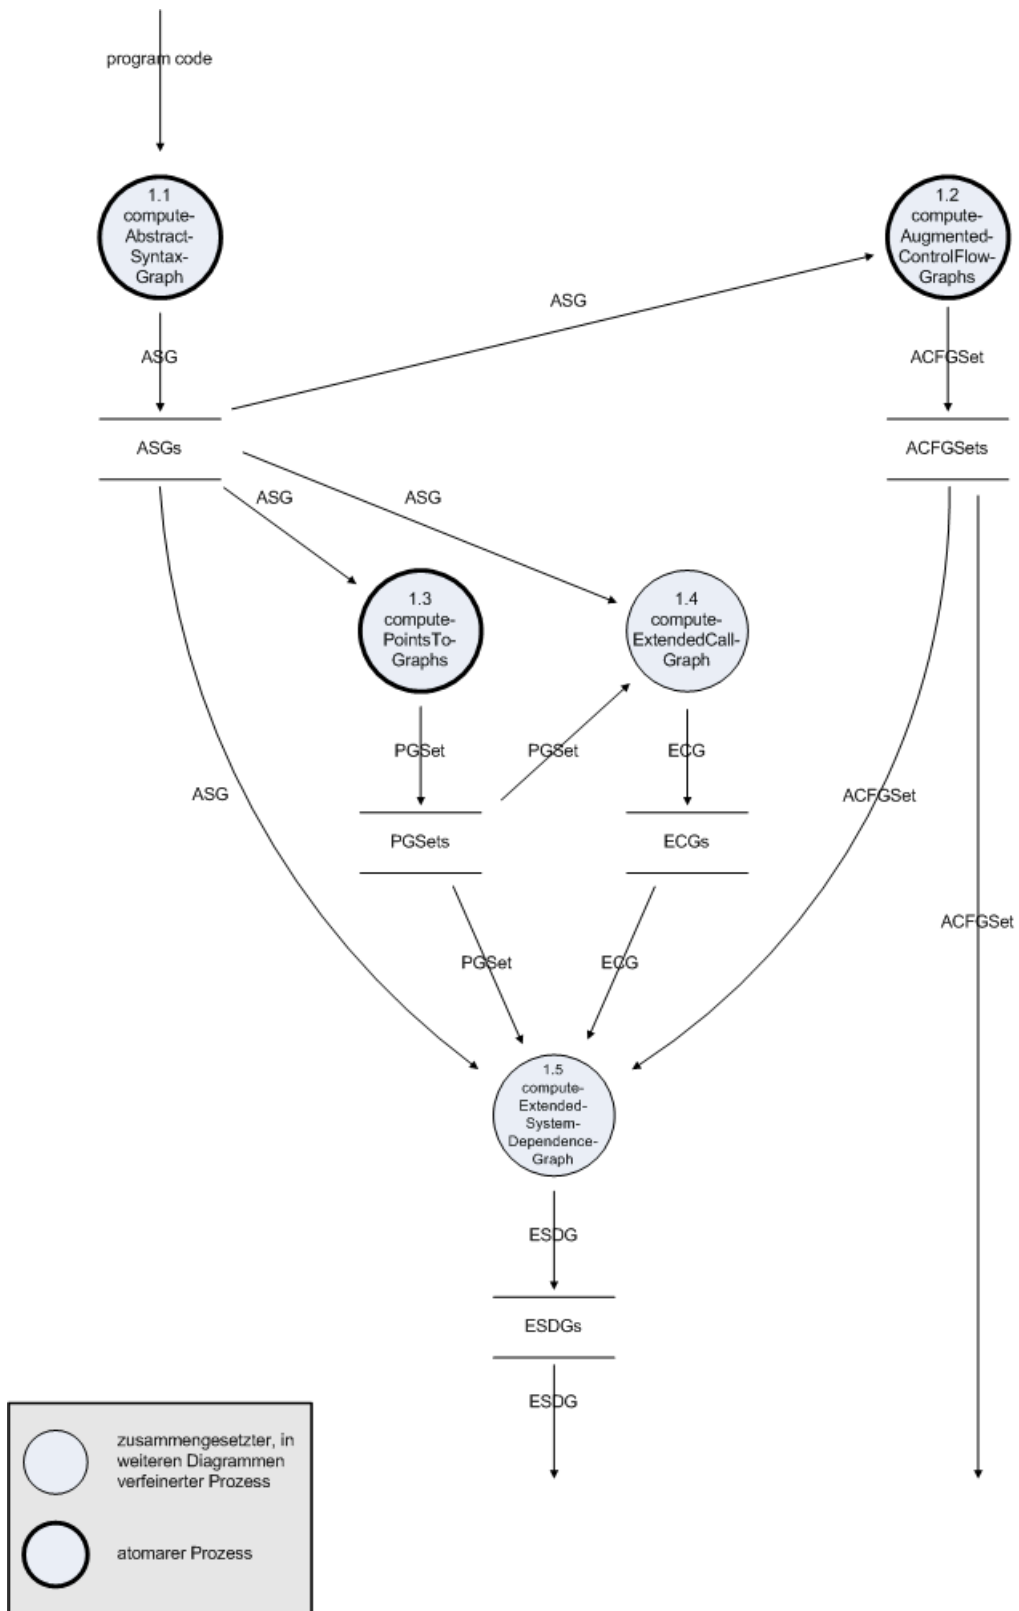 program code
1.1
compute-
Abstract-
Syntax-
Graph
1.2
compute-
Augmented-
ControlFlow-
Graphs
ASG
ASG
ACFGSet
ASGs
ACFGSets
ASG
ASG
1.3
compute-
PointsTo-
Graphs
1.4
compute-
ExtendedCall-
Graph
PGSet
PGSet
ECG
ASG
ACFGSet
PGSets
ECGs
ACFGSet
PGSet
ECG
1.5
compute-
Extended-
System-
Dependence-
Graph
ESDG
ESDGs
ESDG
zusammengesetzter, in
weiteren Diagrammen
verfeinerter Prozess
atomarer Prozess